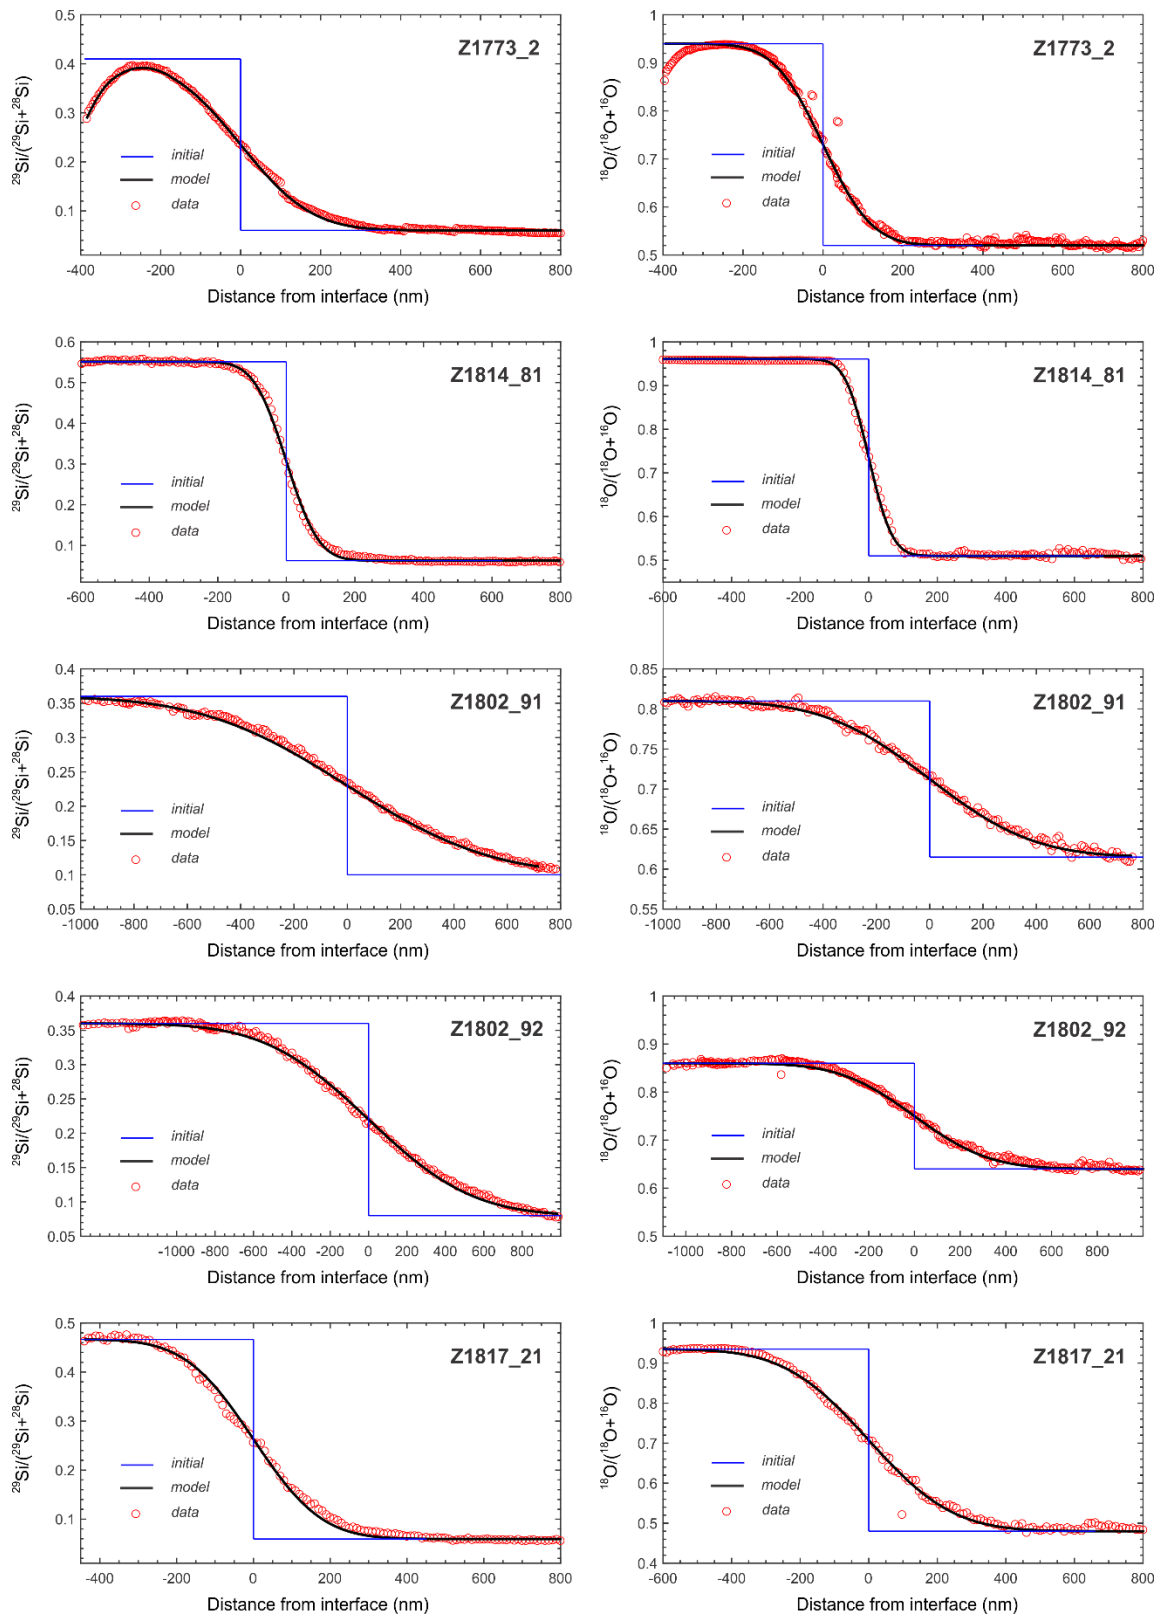 0.5
0.4
0.3
0.2
0.1
²⁹Si/(²⁹Si+²⁸Si)
Z1773_2
initial
model
data
-400 -200 0 200 400 600 800
Distance from interface (nm)
1
0.9
0.8
0.7
0.6
0.5
¹⁸O/(¹⁸O+¹⁶O)
Z1773_2
initial
model
data
-400 -200 0 200 400 600 800
Distance from interface (nm)
0.6
0.5
0.4
0.3
0.2
0.1
²⁹Si/(²⁹Si+²⁸Si)
Z1814_81
initial
model
data
-600 -400 -200 0 200 400 600 800
Distance from interface (nm)
1
0.9
0.8
0.7
0.6
0.5
¹⁸O/(¹⁸O+¹⁶O)
Z1814_81
initial
model
data
-600 -400 -200 0 200 400 600 800
Distance from interface (nm)
0.4
0.35
0.3
0.25
0.2
0.15
0.1
0.05
²⁹Si/(²⁹Si+²⁸Si)
Z1802_91
initial
model
data
-1000 -800 -600 -400 -200 0 200 400 600 800
Distance from interface (nm)
0.85
0.8
0.75
0.7
0.65
0.6
0.55
¹⁸O/(¹⁸O+¹⁶O)
Z1802_91
initial
model
data
-1000 -800 -600 -400 -200 0 200 400 600 800
Distance from interface (nm)
0.4
0.35
0.3
0.25
0.2
0.15
0.1
0.05
²⁹Si/(²⁹Si+²⁸Si)
Z1802_92
initial
model
data
-1000 -800 -600 -400 -200 0 200 400 600 800
Distance from interface (nm)
1
0.9
0.8
0.7
0.6
0.5
¹⁸O/(¹⁸O+¹⁶O)
Z1802_92
initial
model
data
-1000 -800 -600 -400 -200 0 200 400 600 800
Distance from interface (nm)
0.5
0.4
0.3
0.2
0.1
²⁹Si/(²⁹Si+²⁸Si)
Z1817_21
initial
model
data
-400 -200 0 200 400 600 800
Distance from interface (nm)
1
0.9
0.8
0.7
0.6
0.5
0.4
¹⁸O/(¹⁸O+¹⁶O)
Z1817_21
initial
model
data
-600 -400 -200 0 200 400 600 800
Distance from interface (nm)